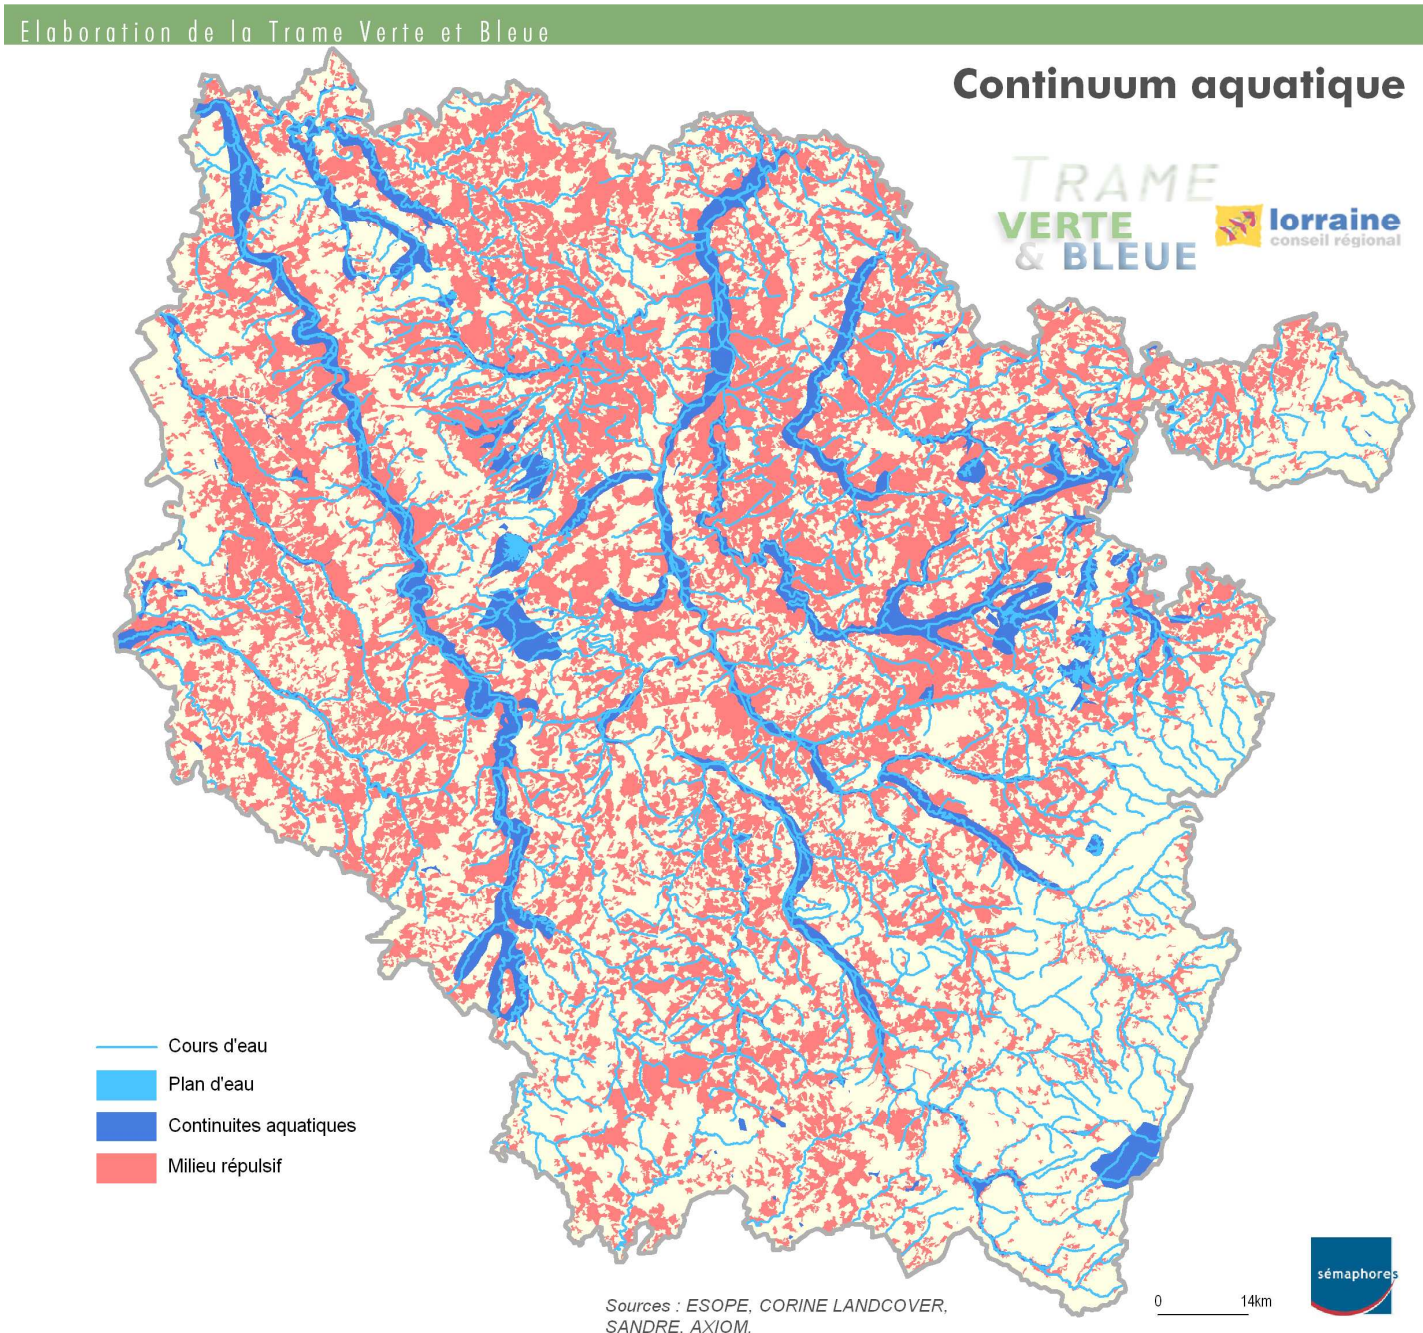 Elaboration de la Trame Verte et Bleue
Continuum aquatique
TRAME
VERTE
& BLEUE
lorraine
conseil régional
Cours d'eau
Plan d'eau
Continuites aquatiques
Milieu répulsif
Sources : ESOPE, CORINE LANDCOVER,
SANDRE, AXIOM.
0 14km
sémaphores